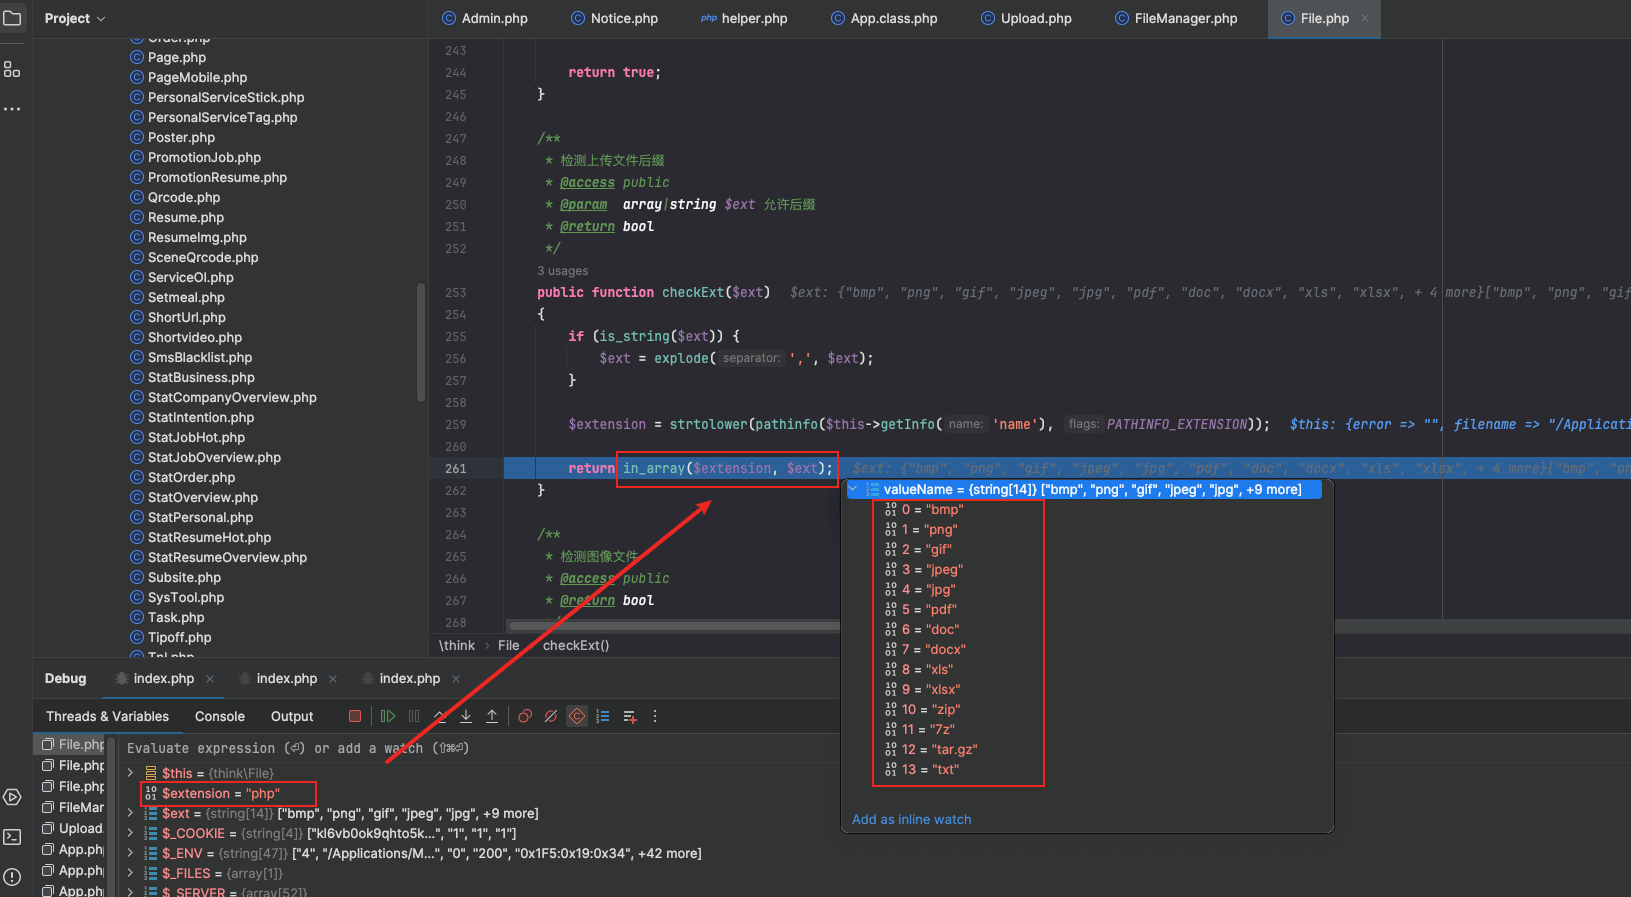 Project
Admin.php
Notice.php
php helper.php
App.class.php
Upload.php
FileManager.php
File.php
Order.php
Page.php
PageMobile.php
PersonalServiceStick.php
PersonalServiceTag.php
Poster.php
PromotionJob.php
PromotionResume.php
Qrcode.php
Resume.php
ResumeImg.php
SceneQrcode.php
ServiceOl.php
Setmeal.php
ShortUrl.php
Shortvideo.php
SmsBlacklist.php
StatBusiness.php
StatCompanyOverview.php
StatIntention.php
StatJobHot.php
StatJobOverview.php
StatOrder.php
StatOverview.php
StatPersonal.php
StatResumeHot.php
StatResumeOverview.php
Subsite.php
SysTool.php
Task.php
Tipoff.php
Tpl.php
243
244 return true;
245 }
246
247 /**
248 * 检测上传文件后缀
249 * @access public
250 * @param array|string $ext 允许后缀
251 * @return bool
252 */
3 usages
253 public function checkExt($ext) $ext: {"bmp", "png", "gif", "jpeg", "jpg", "pdf", "doc", "docx", "xls", "xlsx", + 4 more}["bmp", "png", "gif
254 {
255 if (is_string($ext)) {
256 $ext = explode( separator: ',', $ext);
257 }
258
259 $extension = strtolower(pathinfo($this->getInfo( name: 'name'), flags: PATHINFO_EXTENSION)); $this: {error => "", filename => "/Applicati
260
261 return in_array($extension, $ext); $ext: {"bmp", "png", "gif", "jpeg", "jpg", "pdf", "doc", "docx", "xls", "xlsx", + 4 more}["bmp", "pn
262 }
263
264 /**
265 * 检测图像文件
266 * @access public
267 * @return bool
268
valueName = {string[14]} ["bmp", "png", "gif", "jpeg", "jpg", +9 more]
0 = "bmp"
1 = "png"
2 = "gif"
3 = "jpeg"
4 = "jpg"
5 = "pdf"
6 = "doc"
7 = "docx"
8 = "xls"
9 = "xlsx"
10 = "zip"
11 = "7z"
12 = "tar.gz"
13 = "txt"
Add as inline watch
\think › File › checkExt()
Debug index.php index.php index.php
Threads & Variables Console Output
Evaluate expression (⏎) or add a watch (⇧⌘⏎)
File.php
File.php
File.php
FileMar
Upload.
App.php
App.php
App.php
$this = {think\File}
$extension = "php"
$ext = {string[14]} ["bmp", "png", "gif", "jpeg", "jpg", +9 more]
$_COOKIE = {string[4]} ["kl6vb0ok9qhto5k...", "1", "1", "1"]
$_ENV = {string[47]} ["4", "/Applications/M...", "0", "200", "0x1F5:0x19:0x34", +42 more]
$_FILES = {array[1]}
$_SERVER = {array[52]}